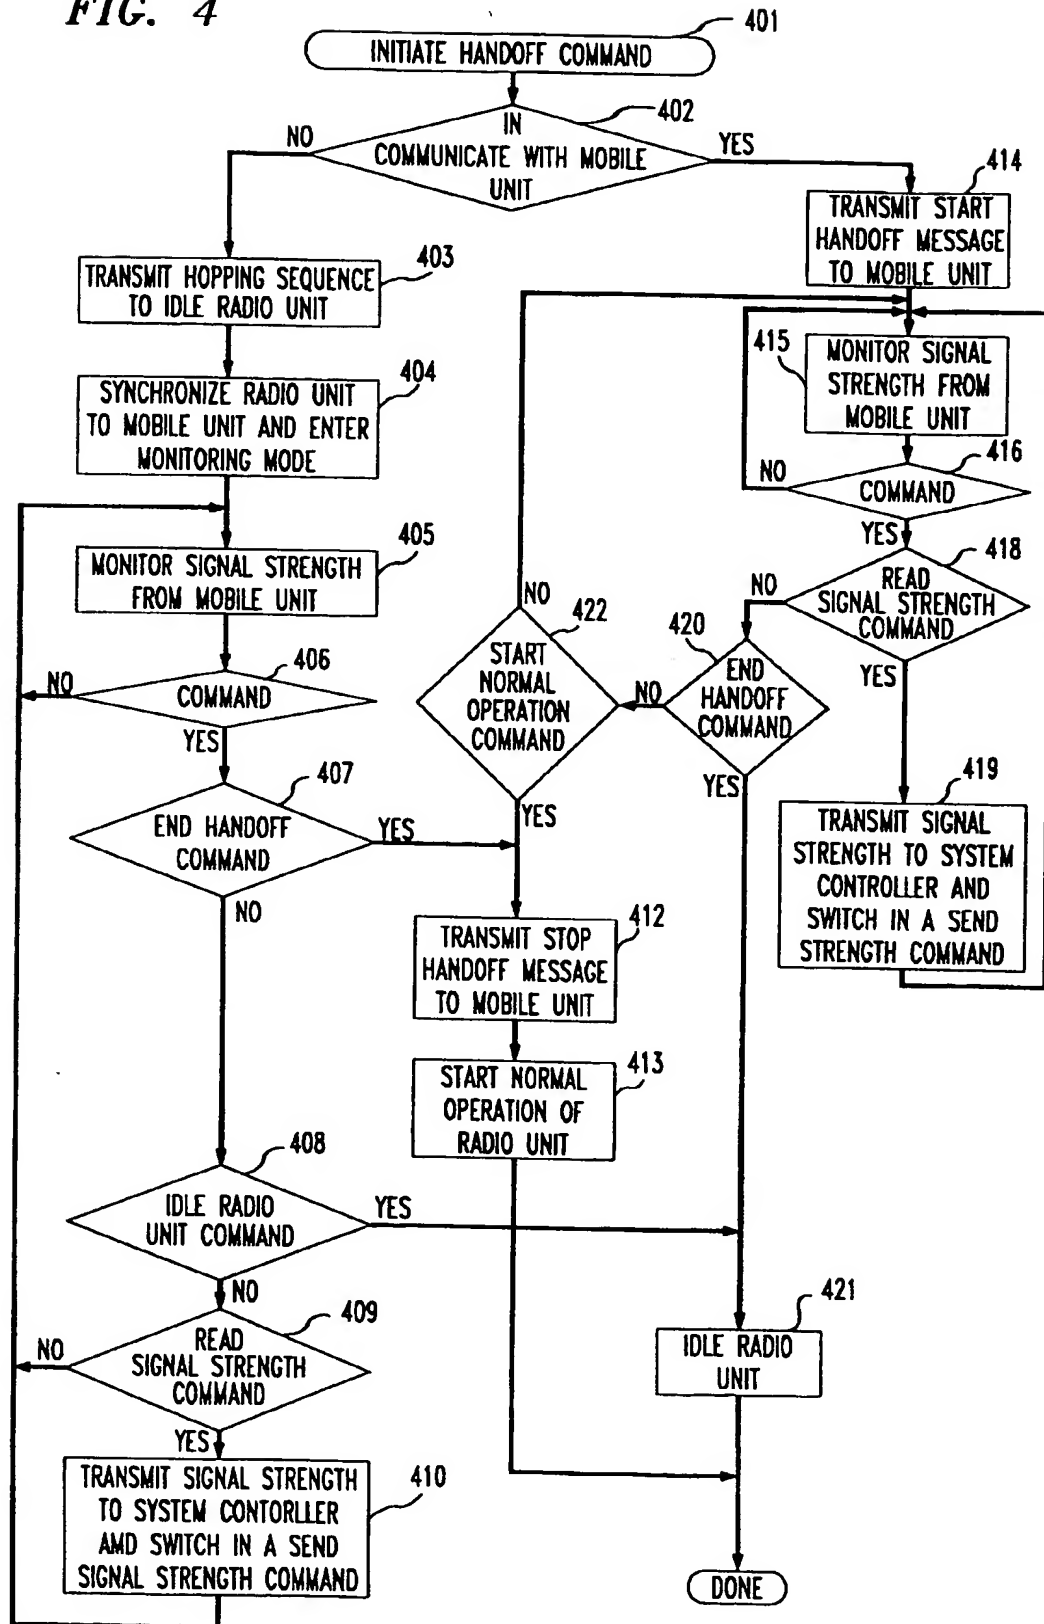 FIG. 4
401
INITIATE HANDOFF COMMAND
402
IN
COMMUNICATE WITH MOBILE
UNIT
NO
YES
414
TRANSMIT START
HANDOFF MESSAGE
TO MOBILE UNIT
403
TRANSMIT HOPPING SEQUENCE
TO IDLE RADIO UNIT
404
SYNCHRONIZE RADIO UNIT
TO MOBILE UNIT AND ENTER
MONITORING MODE
415
MONITOR SIGNAL
STRENGTH FROM
MOBILE UNIT
416
NO
COMMAND
YES
405
MONITOR SIGNAL STRENGTH
FROM MOBILE UNIT
418
NO
READ
SIGNAL STRENGTH
COMMAND
YES
406
NO
COMMAND
YES
NO
422
START
NORMAL
OPERATION
COMMAND
YES
420
NO
END
HANDOFF
COMMAND
YES
407
END HANDOFF
COMMAND
YES
NO
419
TRANSMIT SIGNAL
STRENGTH TO SYSTEM
CONTROLLER AND
SWITCH IN A SEND
STRENGTH COMMAND
412
TRANSMIT STOP
HANDOFF MESSAGE
TO MOBILE UNIT
413
START NORMAL
OPERATION OF
RADIO UNIT
408
IDLE RADIO
UNIT COMMAND
YES
NO
409
NO
READ
SIGNAL STRENGTH
COMMAND
YES
421
IDLE RADIO
UNIT
410
TRANSMIT SIGNAL STRENGTH
TO SYSTEM CONTORLLER
AMD SWITCH IN A SEND
SIGNAL STRENGTH COMMAND
DONE